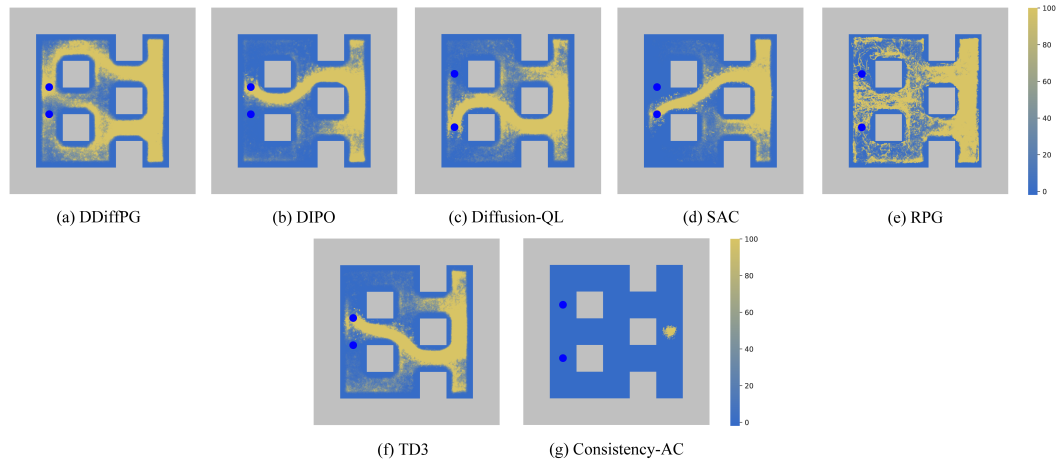 100
80
60
40
20
0
(a) DDiffPG
(b) DIPO
(c) Diffusion-QL
(d) SAC
(e) RPG
100
80
60
40
20
0
(f) TD3
(g) Consistency-AC